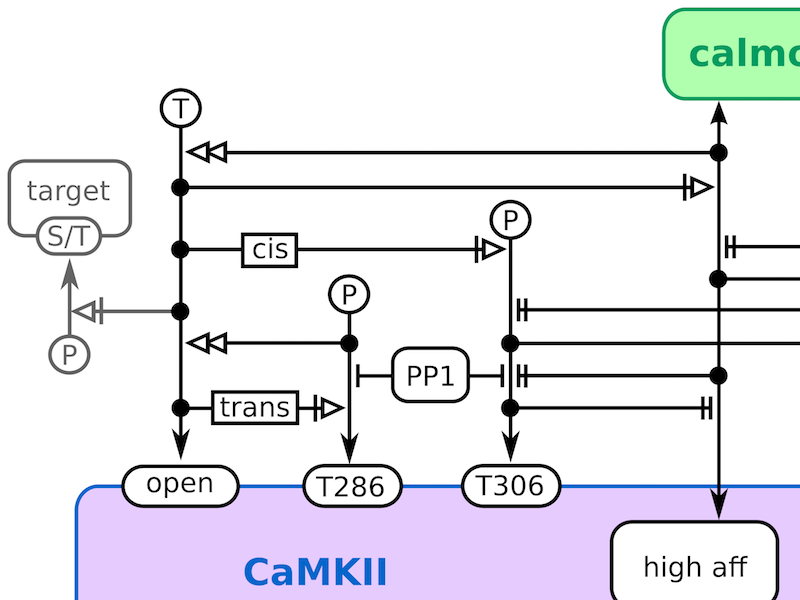 calmo
T
target
S/T
P
cis
P
P
PP1
trans
open
T286
T306
CaMKII
high aff